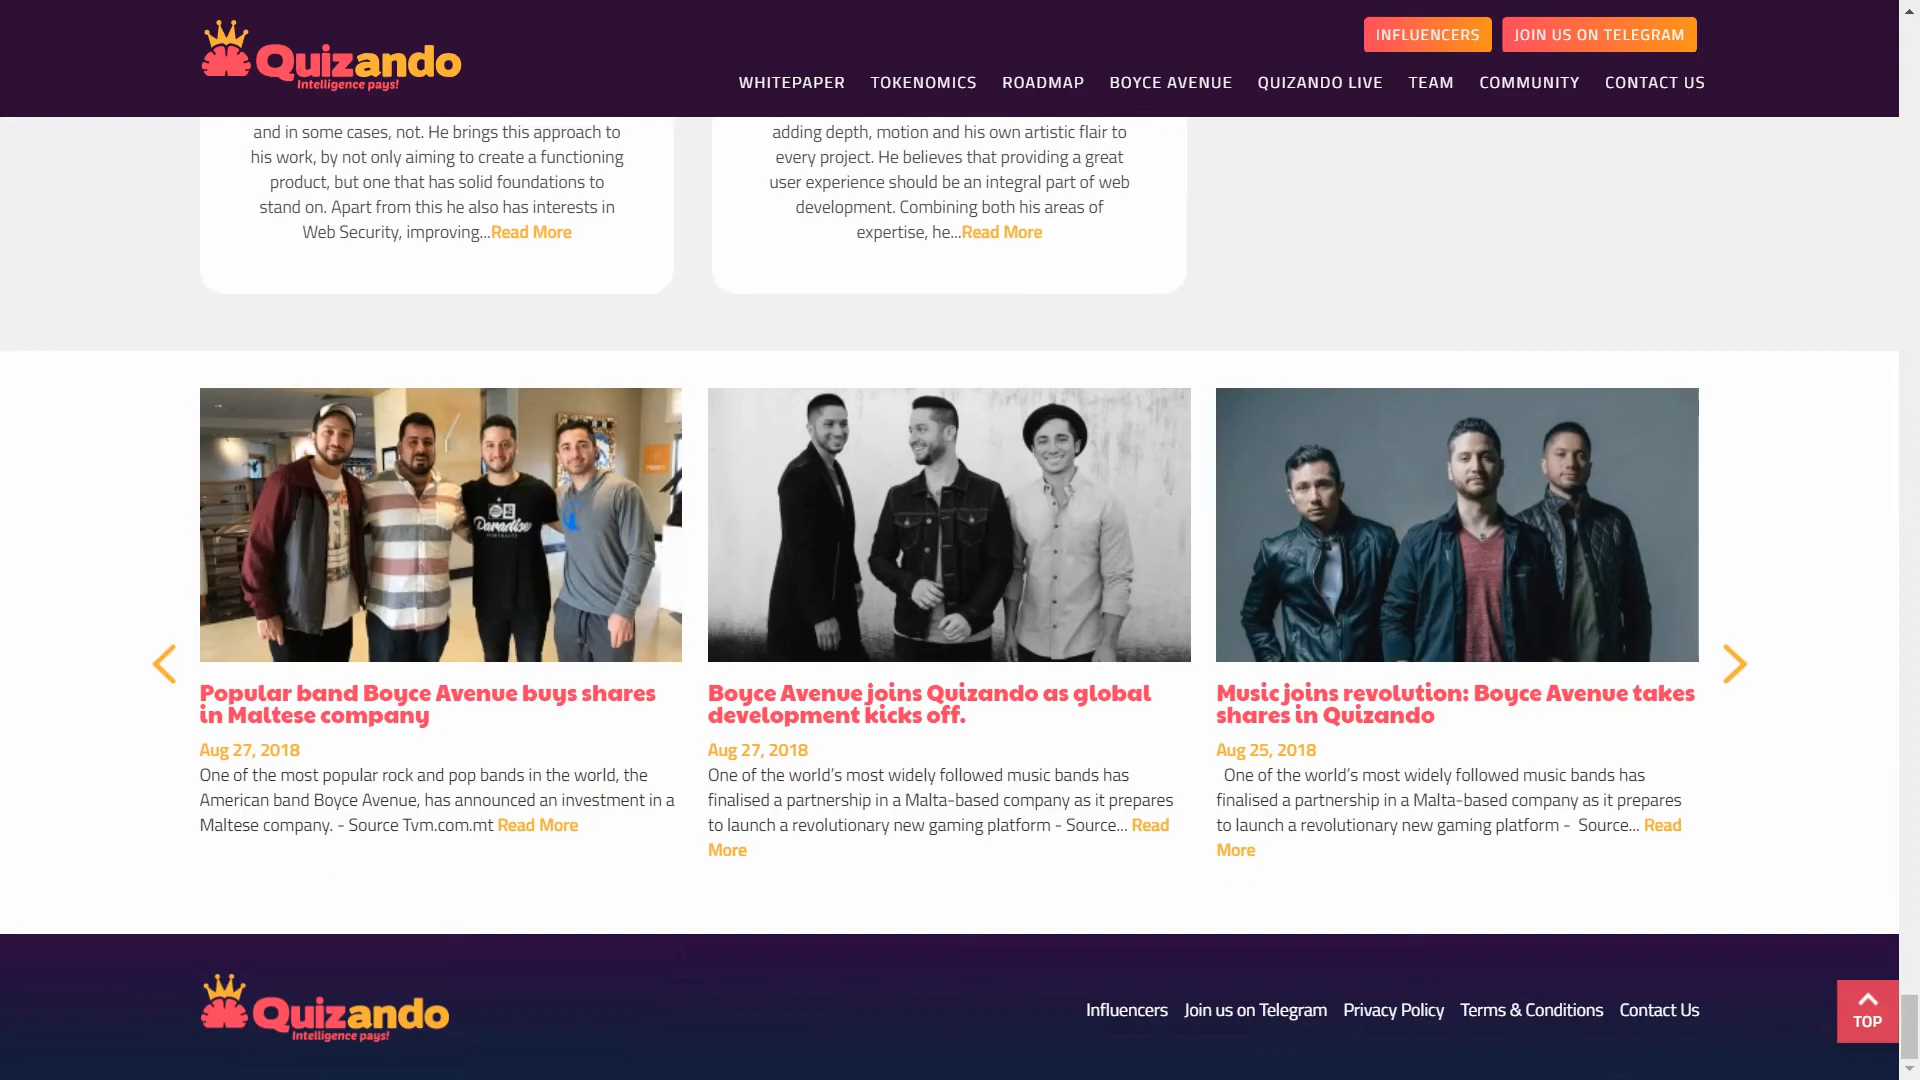 Quizando
Intelligence pays!
INFLUENCERS
JOIN US ON TELEGRAM
WHITEPAPER
TOKENOMICS
ROADMAP
BOYCE AVENUE
QUIZANDO LIVE
TEAM
COMMUNITY
CONTACT US
and in some cases, not. He brings this approach to
his work, by not only aiming to create a functioning
product, but one that has solid foundations to
stand on. Apart from this he also has interests in
Web Security, improving...Read More
adding depth, motion and his own artistic flair to
every project. He believes that providing a great
user experience should be an integral part of web
development. Combining both his areas of
expertise, he...Read More
Paradise
Popular band Boyce Avenue buys shares
in Maltese company
Aug 27, 2018
One of the most popular rock and pop bands in the world, the
American band Boyce Avenue, has announced an investment in a
Maltese company. - Source Tvm.com.mt Read More
Boyce Avenue joins Quizando as global
development kicks off.
Aug 27, 2018
One of the world's most widely followed music bands has
finalised a partnership in a Malta-based company as it prepares
to launch a revolutionary new gaming platform - Source... Read
More
Music joins revolution: Boyce Avenue takes
shares in Quizando
Aug 25, 2018
One of the world's most widely followed music bands has
finalised a partnership in a Malta-based company as it prepares
to launch a revolutionary new gaming platform - Source... Read
More
Quizando
Intelligence pays!
Influencers
Join us on Telegram
Privacy Policy
Terms & Conditions
Contact Us
TOP